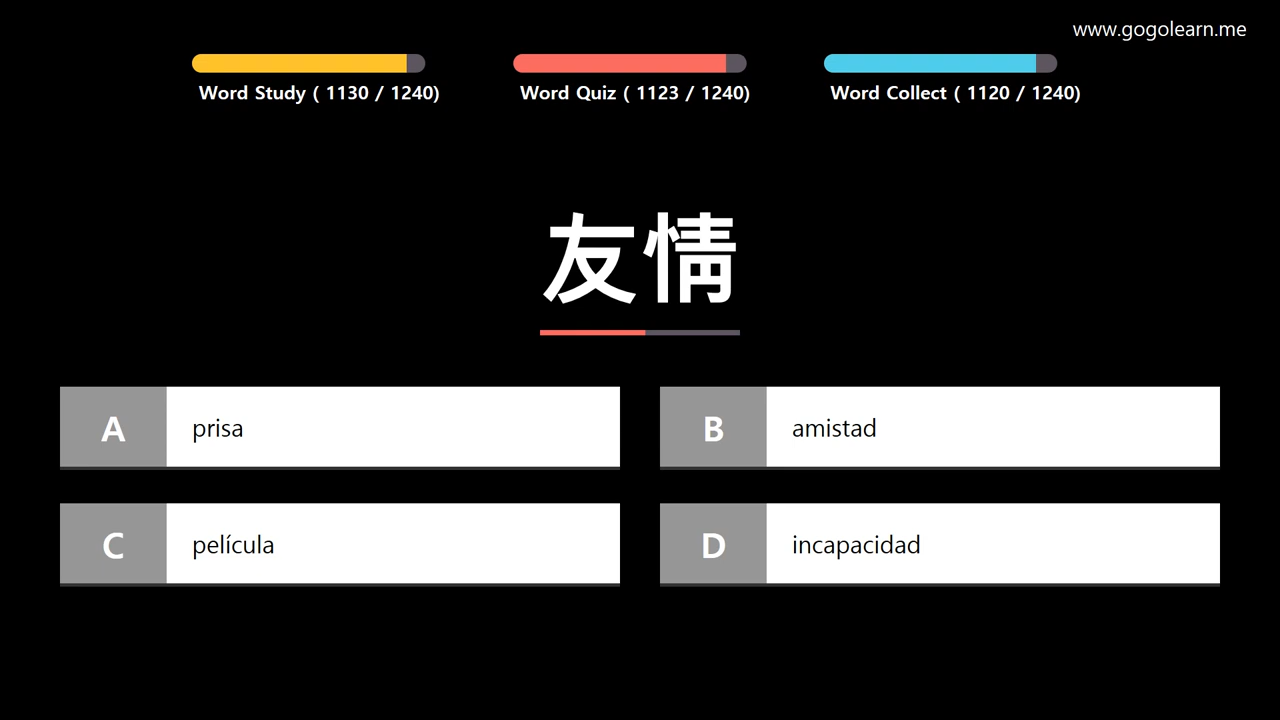 www.gogolearn.me
Word Study ( 1130 / 1240)
Word Quiz ( 1123 / 1240)
Word Collect ( 1120 / 1240)
友情
A prisa
B amistad
C película
D incapacidad